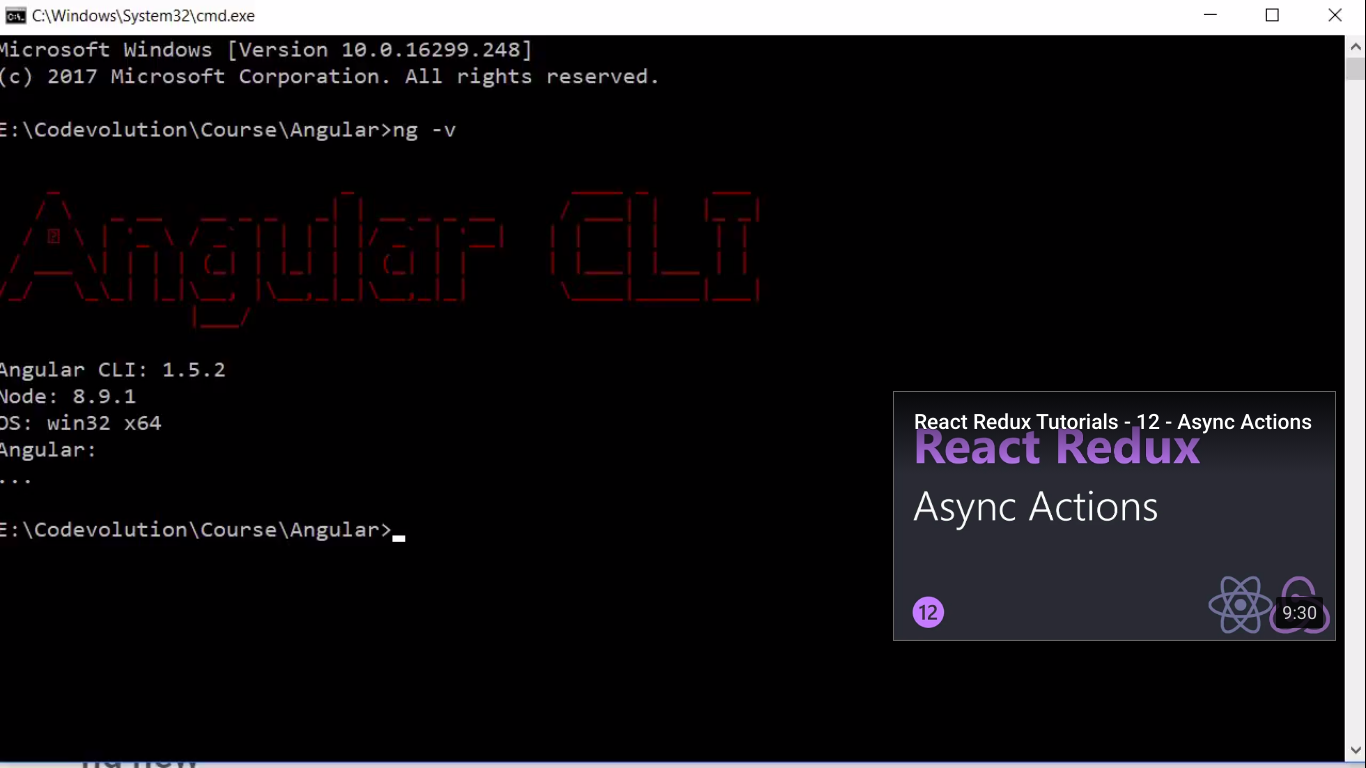 C:\Windows\System32\cmd.exe
Microsoft Windows [Version 10.0.16299.248]
(c) 2017 Microsoft Corporation. All rights reserved.
E:\Codevolution\Course\Angular>ng -v
Angular CLI
Angular CLI: 1.5.2
Node: 8.9.1
OS: win32 x64
Angular:
...
E:\Codevolution\Course\Angular>
React Redux Tutorials - 12 - Async Actions
React Redux
Async Actions
12
9:30